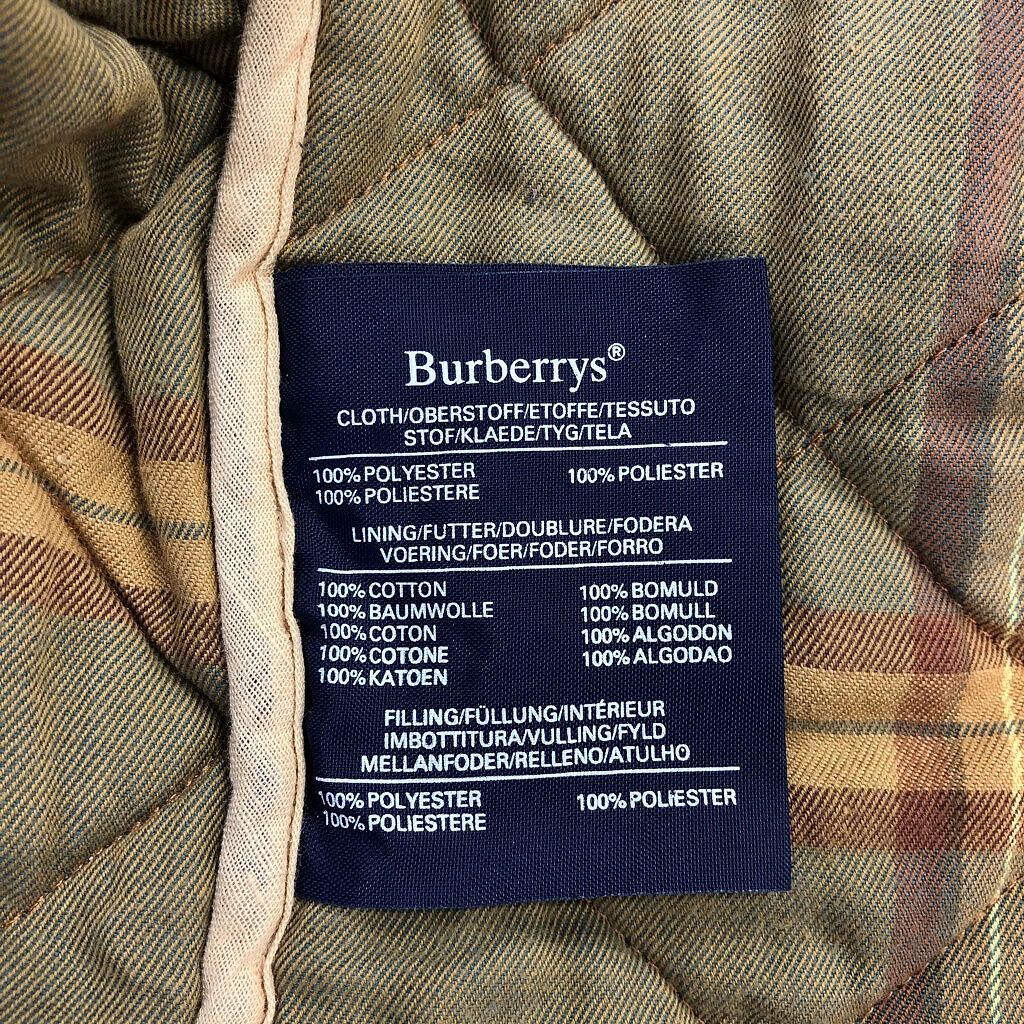 Burberrys®
CLOTH/OBERSTOFF/ETOFFE/TESSUTO
STOF/KLAEDE/TYG/TELA
100% POLYESTER 100% POLIESTER
100% POLIESTERE
LINING/FUTTER/DOUBLURE/FODERA
VOERING/FOER/FODER/FORRO
100% COTTON 100% BOMULD
100% BAUMWOLLE 100% BOMULL
100% COTON 100% ALGODON
100% COTONE 100% ALGODAO
100% KATOEN
FILLING/FÜLLUNG/INTÉRIEUR
IMBOTTITURA/VULLING/FYLD
MELLANFODER/RELLENO/ATULHO
100% POLYESTER 100% POLIESTER
100% POLIESTERE